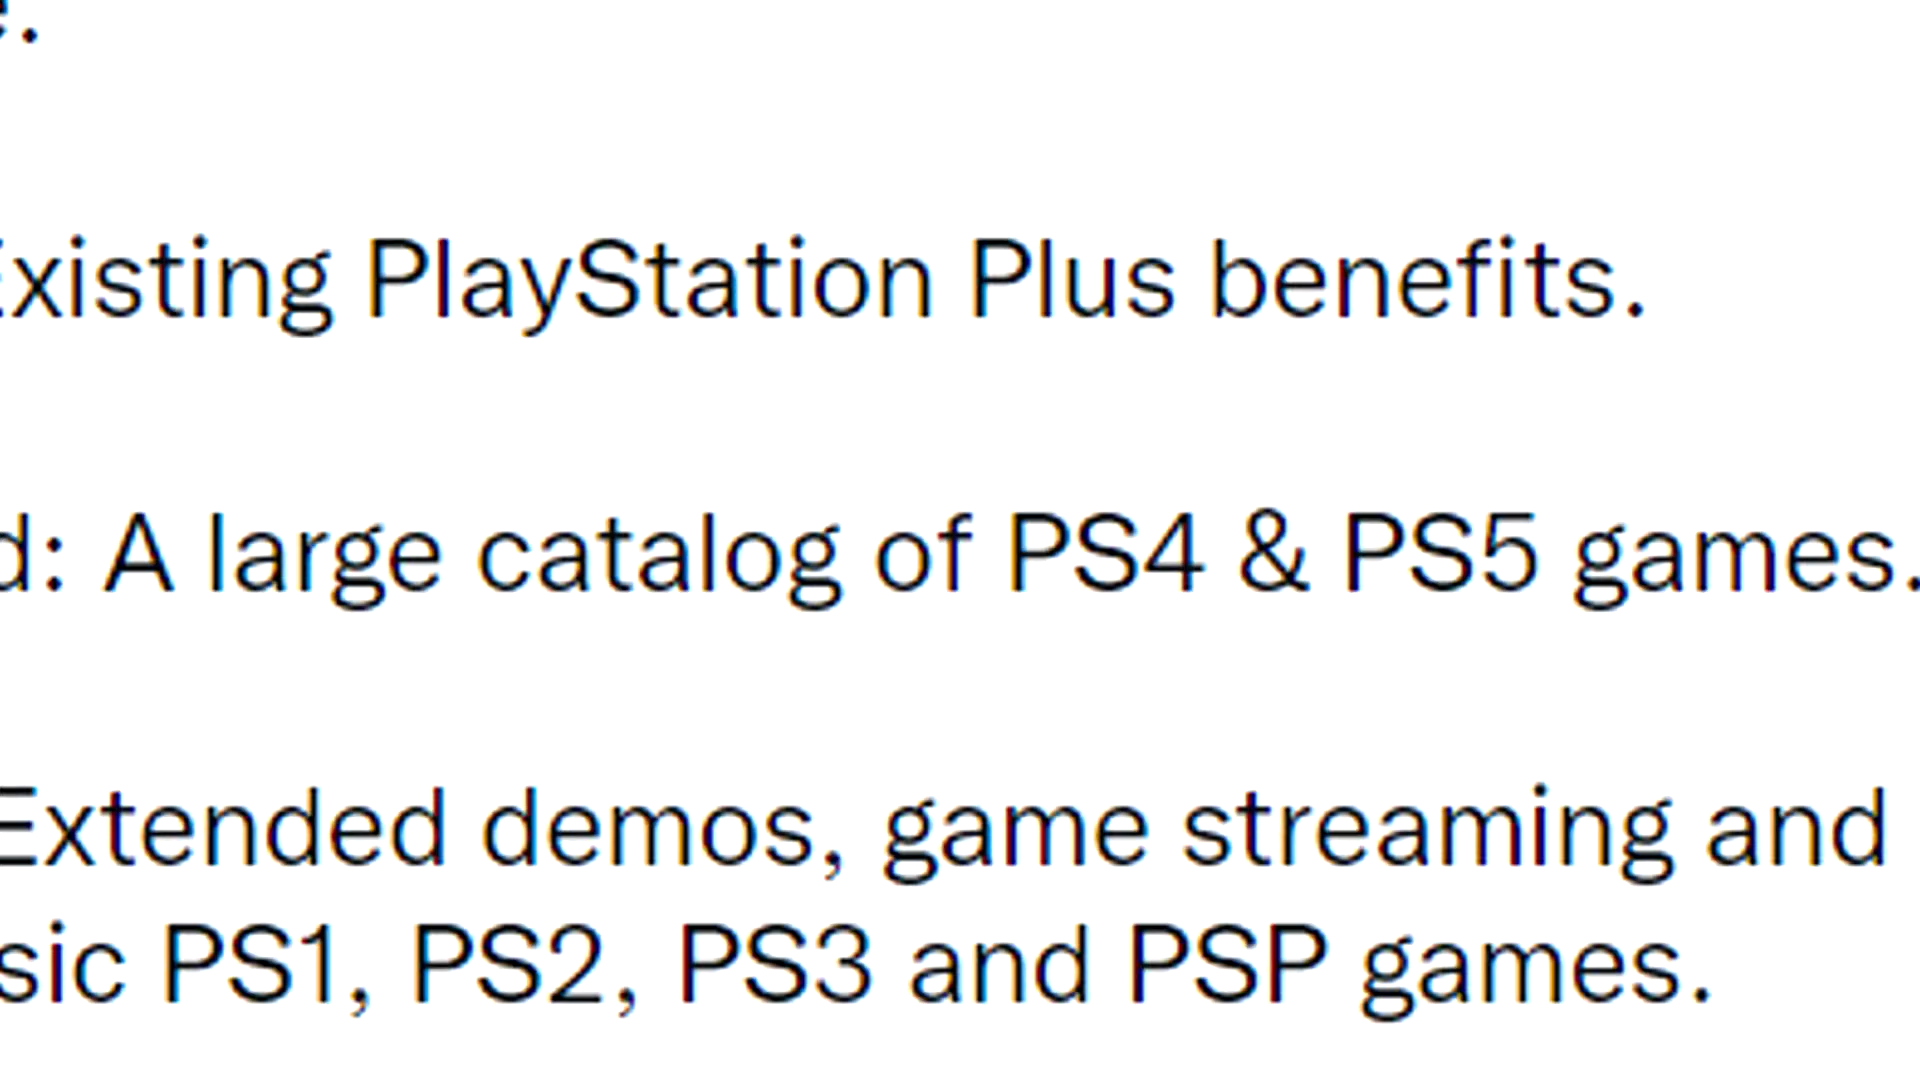 Existing PlayStation Plus benefits.
d: A large catalog of PS4 & PS5 games.
Extended demos, game streaming and
sic PS1, PS2, PS3 and PSP games.